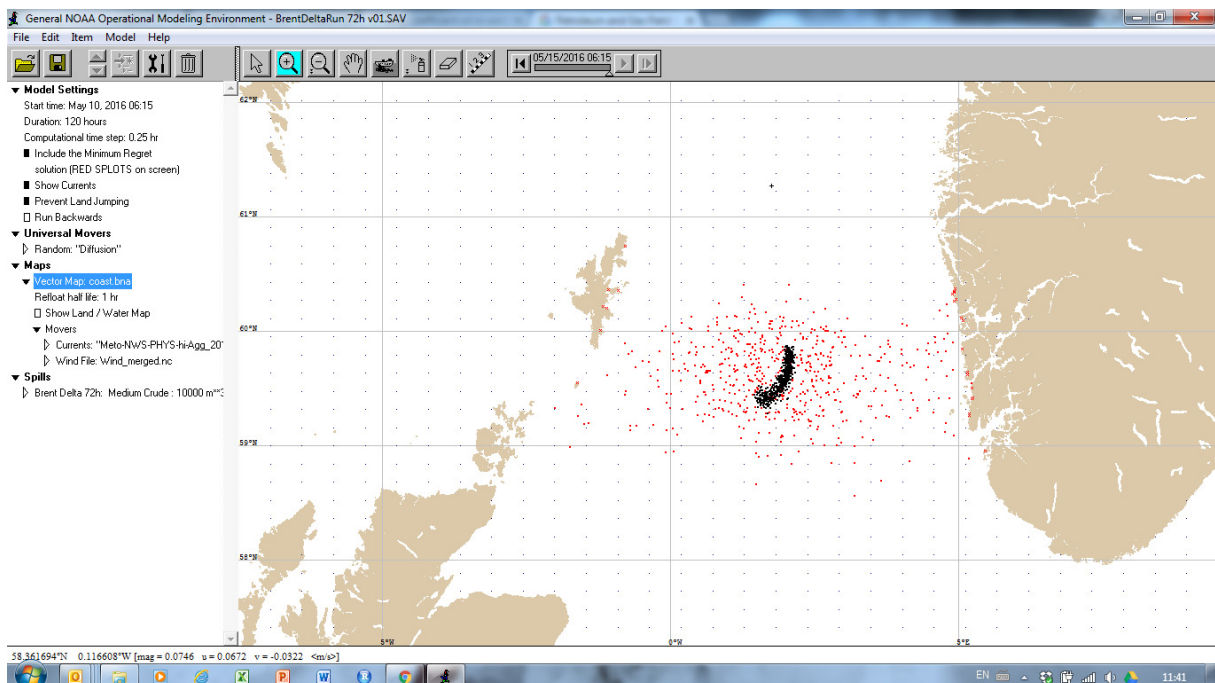 General NOAA Operational Modeling Environment - BrentDeltaRun 72h v01.SAV
File Edit Item Model Help
05/15/2016 06:15
Model Settings
Start time: May 10, 2016 06:15
Duration: 120 hours
Computational time step: 0.25 hr
Include the Minimum Regret
solution (RED SPLOTS on screen)
Show Currents
Prevent Land Jumping
Run Backwards
Universal Movers
Random: "Diffusion"
Maps
Vector Map: coast.bna
Refloat half life: 1 hr
Show Land / Water Map
Movers
Currents: "Meto-NWS-PHYS-hi-Agg_20
Wind File: Wind_merged.nc
Spills
Brent Delta 72h: Medium Crude : 10000 m**3
62°N
61°N
60°N
59°N
58°N
5°W 0°W 5°E
58.361694°N 0.116608°W [mag = 0.0746 u = 0.0672 v = -0.0322 <m/s>]
EN 11:41